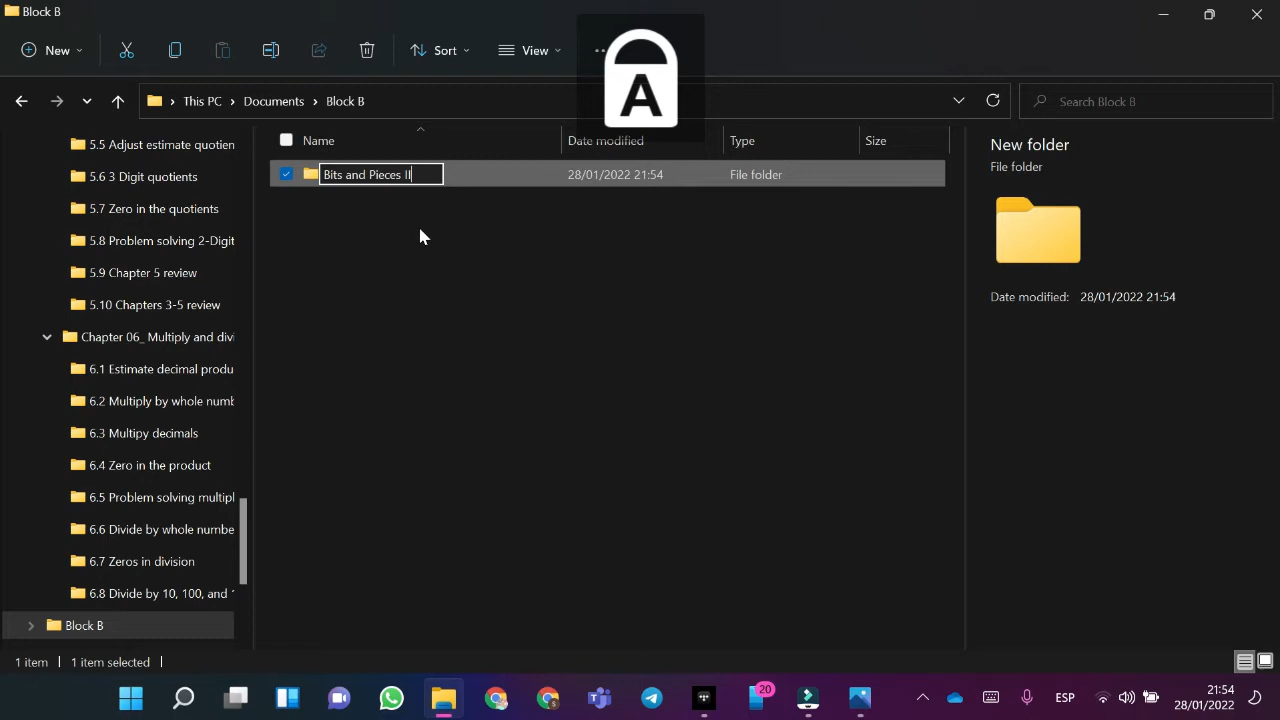 Block B
New
Sort
View
A
This PC
Documents
Block B
Search Block B
Name
Date modified
Type
Size
Bits and Pieces II
28/01/2022 21:54
File folder
New folder
File folder
Date modified: 28/01/2022 21:54
5.5 Adjust estimate quotien
5.6 3 Digit quotients
5.7 Zero in the quotients
5.8 Problem solving 2-Digit
5.9 Chapter 5 review
5.10 Chapters 3-5 review
Chapter 06_ Multiply and divi
6.1 Estimate decimal produ
6.2 Multiply by whole numb
6.3 Multipy decimals
6.4 Zero in the product
6.5 Problem solving multipl
6.6 Divide by whole numbe
6.7 Zeros in division
6.8 Divide by 10, 100, and 1
Block B
1 item
1 item selected
20
S
ESP
21:54
28/01/2022